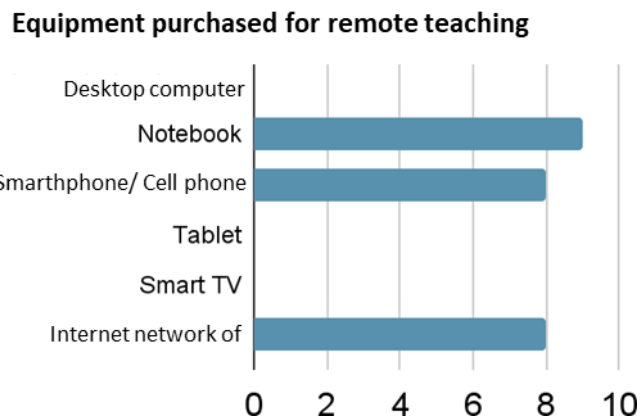 Equipment purchased for remote teaching
Desktop computer
Notebook
Smarthphone/ Cell phone
Tablet
Smart TV
Internet network of
0 2 4 6 8 10